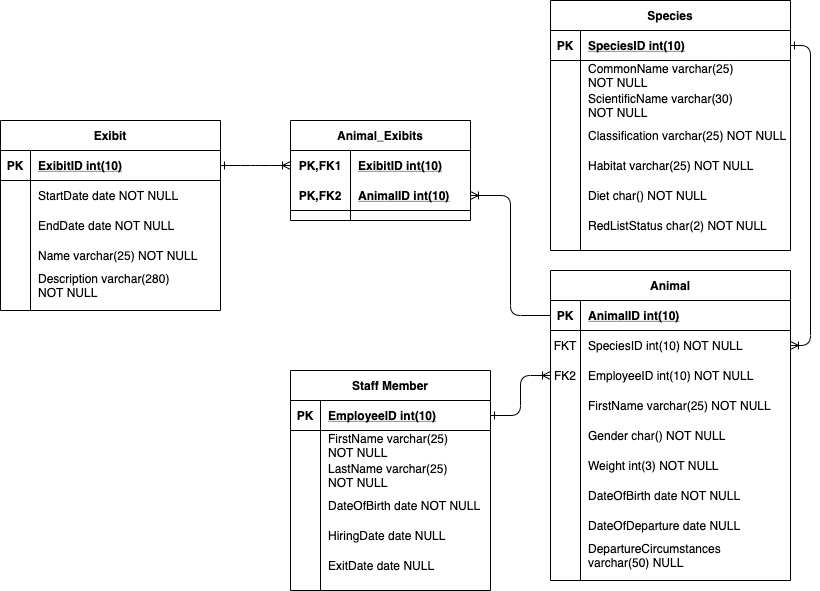 Species
PK SpeciesID int(10)
CommonName varchar(25)
NOT NULL
ScientificName varchar(30)
NOT NULL
Classification varchar(25) NOT NULL
Habitat varchar(25) NOT NULL
Diet char() NOT NULL
RedListStatus char(2) NOT NULL
Exibit
PK ExibitID int(10)
StartDate date NOT NULL
EndDate date NOT NULL
Name varchar(25) NOT NULL
Description varchar(280)
NOT NULL
Animal_Exibits
PK,FK1 ExibitID int(10)
PK,FK2 AnimalID int(10)
Animal
PK AnimalID int(10)
FKT SpeciesID int(10) NOT NULL
FK2 EmployeeID int(10) NOT NULL
FirstName varchar(25) NOT NULL
Gender char() NOT NULL
Weight int(3) NOT NULL
DateOfBirth date NOT NULL
DateOfDeparture date NULL
DepartureCircumstances
varchar(50) NULL
Staff Member
PK EmployeeID int(10)
FirstName varchar(25)
NOT NULL
LastName varchar(25)
NOT NULL
DateOfBirth date NOT NULL
HiringDate date NULL
ExitDate date NULL